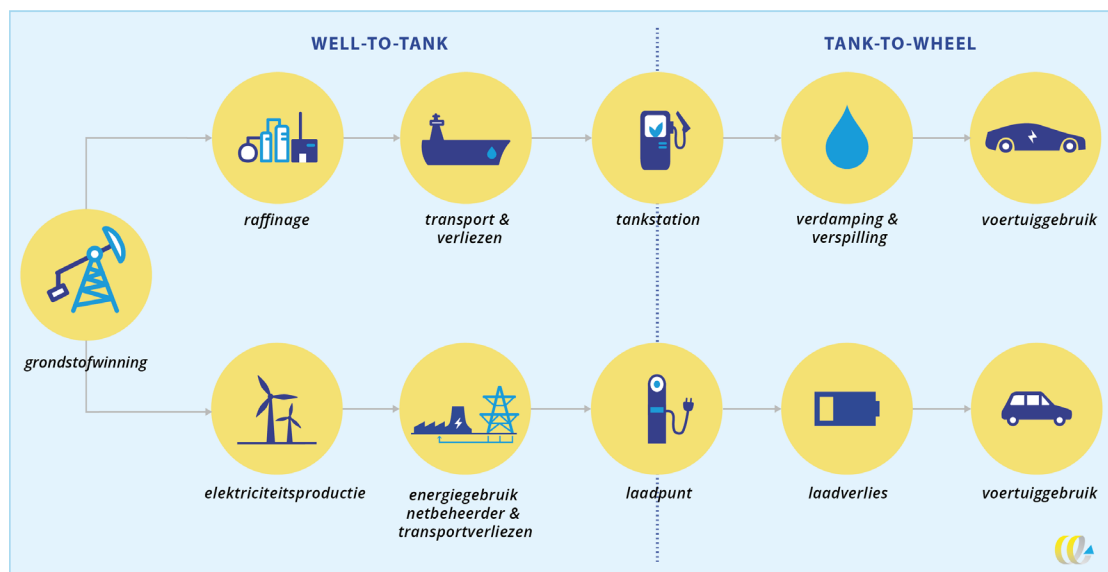 WELL-TO-TANK
TANK-TO-WHEEL
raffinage
transport &
verliezen
tankstation
verdamping &
verspilling
voertuiggebruik
grondstofwinning
elektriciteitsproductie
energiegebruik
netbeheerder &
transportverliezen
laadpunt
laadverlies
voertuiggebruik